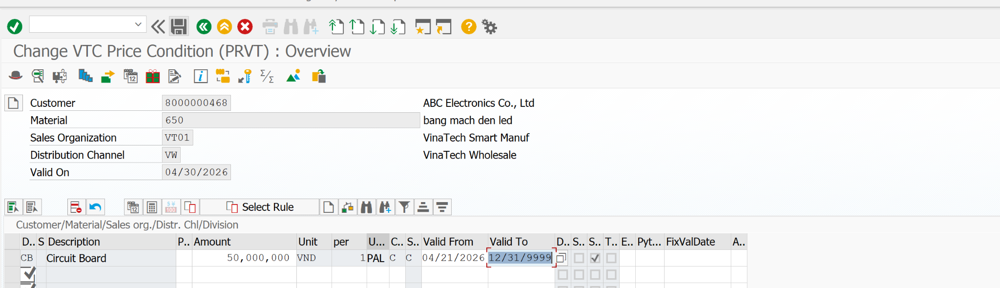 Change VTC Price Condition (PRVT) : Overview
Customer 8000000468 ABC Electronics Co., Ltd
Material 650 bang mach den led
Sales Organization VT01 VinaTech Smart Manuf
Distribution Channel VW VinaTech Wholesale
Valid On 04/30/2026
Select Rule
Customer/Material/Sales org./Distr. Chl/Division
D.. S Description P.. Amount Unit per U... C.. S.. Valid From Valid To D.. S.. S.. T.. E.. Pyt... FixValDate A..
CB Circuit Board 50,000,000 VND 1 PAL C C 04/21/2026 12/31/9999